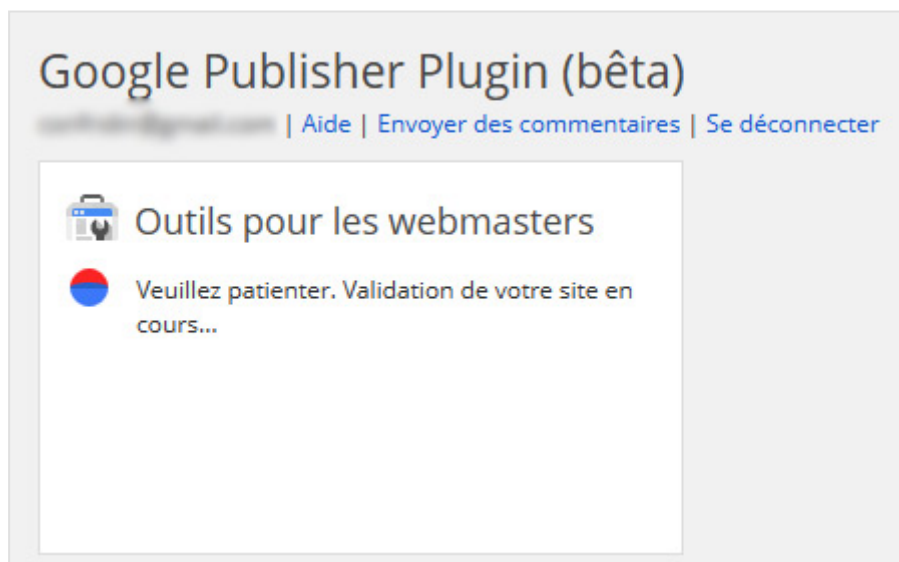 Google Publisher Plugin (bêta)
| Aide | Envoyer des commentaires | Se déconnecter
Outils pour les webmasters
Veuillez patienter. Validation de votre site en
cours...